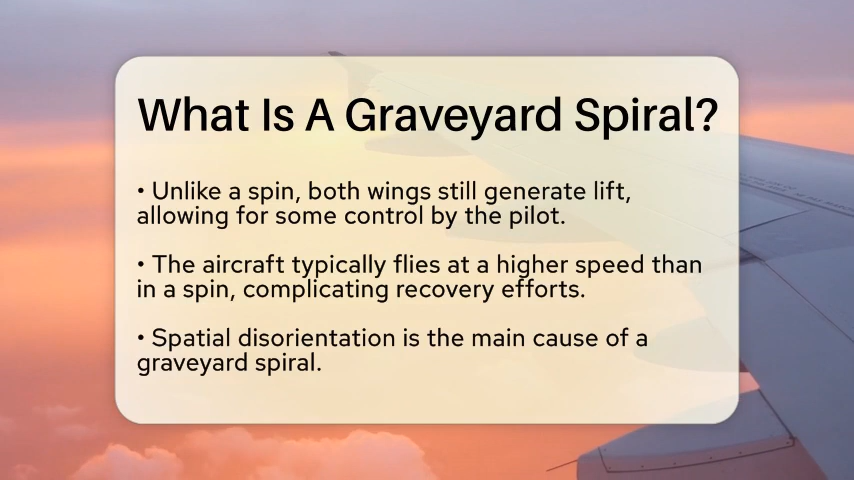 What Is A Graveyard Spiral?
• Unlike a spin, both wings still generate lift,
allowing for some control by the pilot.
• The aircraft typically flies at a higher speed than
in a spin, complicating recovery efforts.
• Spatial disorientation is the main cause of a
graveyard spiral.